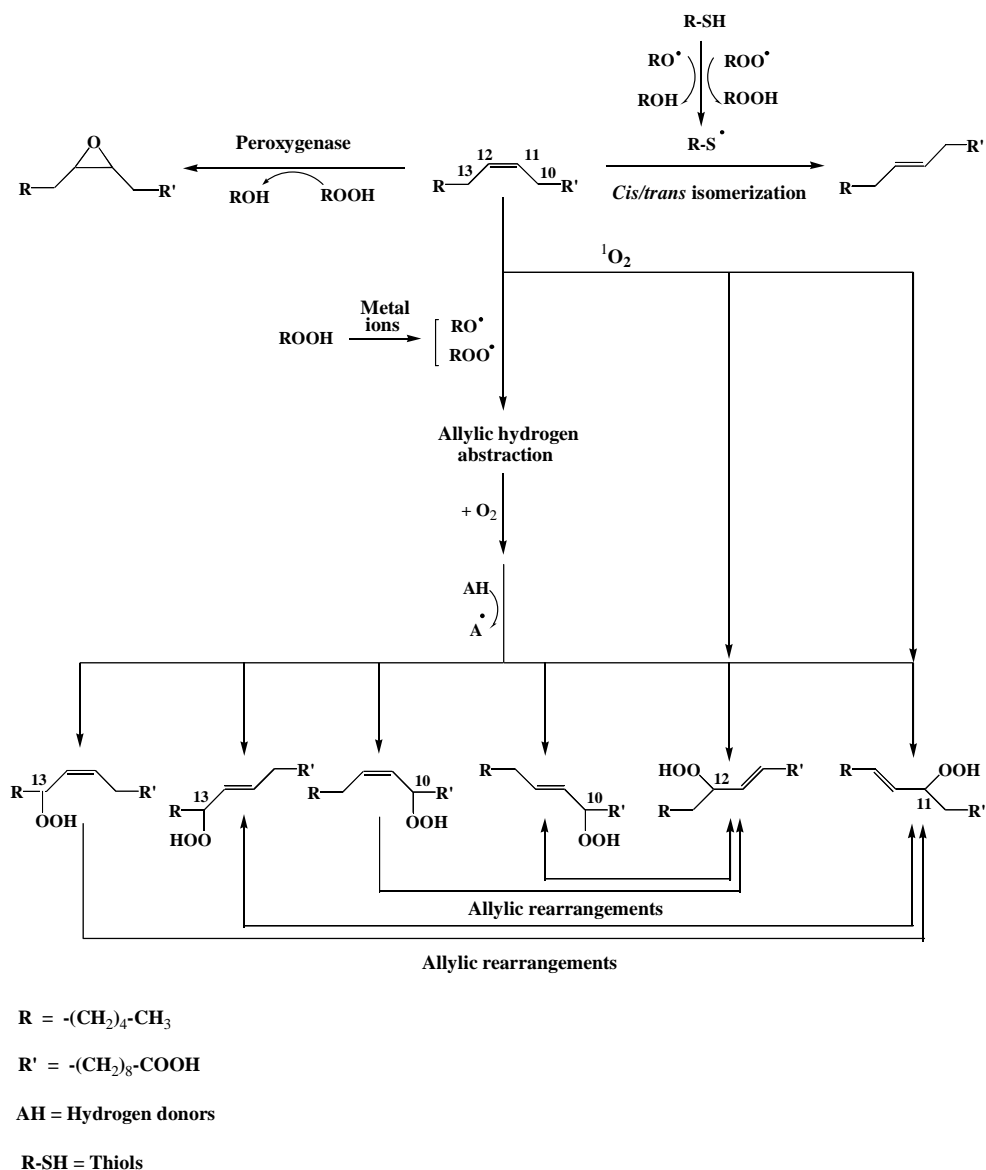 R-SH
RO• ROO•
ROH ROOH
R-S•
O
R R'
Peroxygenase
ROH ROOH
12 11
R 13 10 R'
Cis/trans isomerization
R R'
¹O₂
Metal
ions
ROOH
RO•
ROO•
Allylic hydrogen
abstraction
+ O₂
AH
A•
13
R R'
OOH
R'
13
R
HOO
10
R R'
OOH
R
10
R'
OOH
HOO 12 R'
R
R OOH
11
R'
Allylic rearrangements
Allylic rearrangements
R = -(CH₂)₄-CH₃
R' = -(CH₂)₈-COOH
AH = Hydrogen donors
R-SH = Thiols